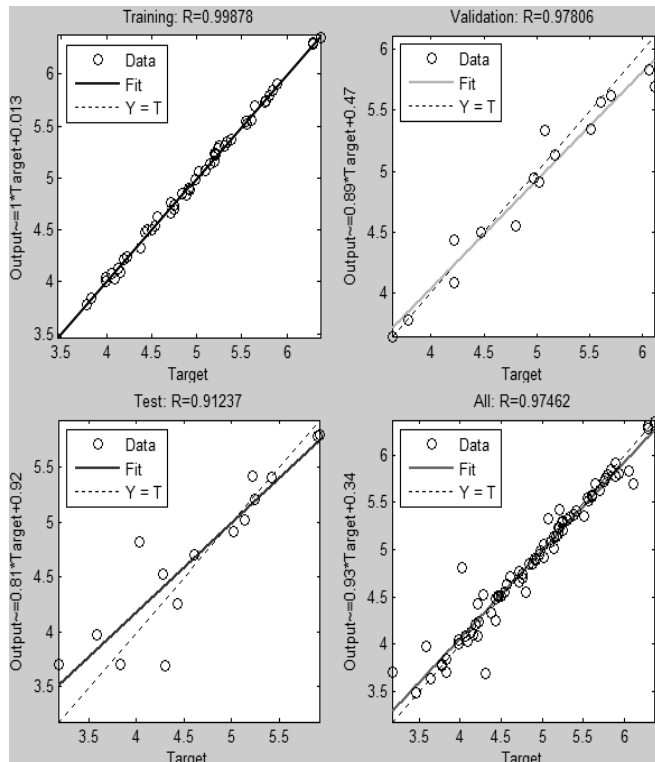 Training: R=0.99878
Output~=1*Target+0.013
Data
Fit
Y = T
6
5.5
5
4.5
4
3.5
3.5 4 4.5 5 5.5 6
Target
Validation: R=0.97806
Output~=0.89*Target+0.47
Data
Fit
Y = T
6
5.5
5
4.5
4
4 4.5 5 5.5 6
Target
Test: R=0.91237
Output~=0.81*Target+0.92
Data
Fit
Y = T
5.5
5
4.5
4
3.5
3.5 4 4.5 5 5.5
Target
All: R=0.97462
Output~=0.93*Target+0.34
Data
Fit
Y = T
6
5.5
5
4.5
4
3.5
3.5 4 4.5 5 5.5 6
Target